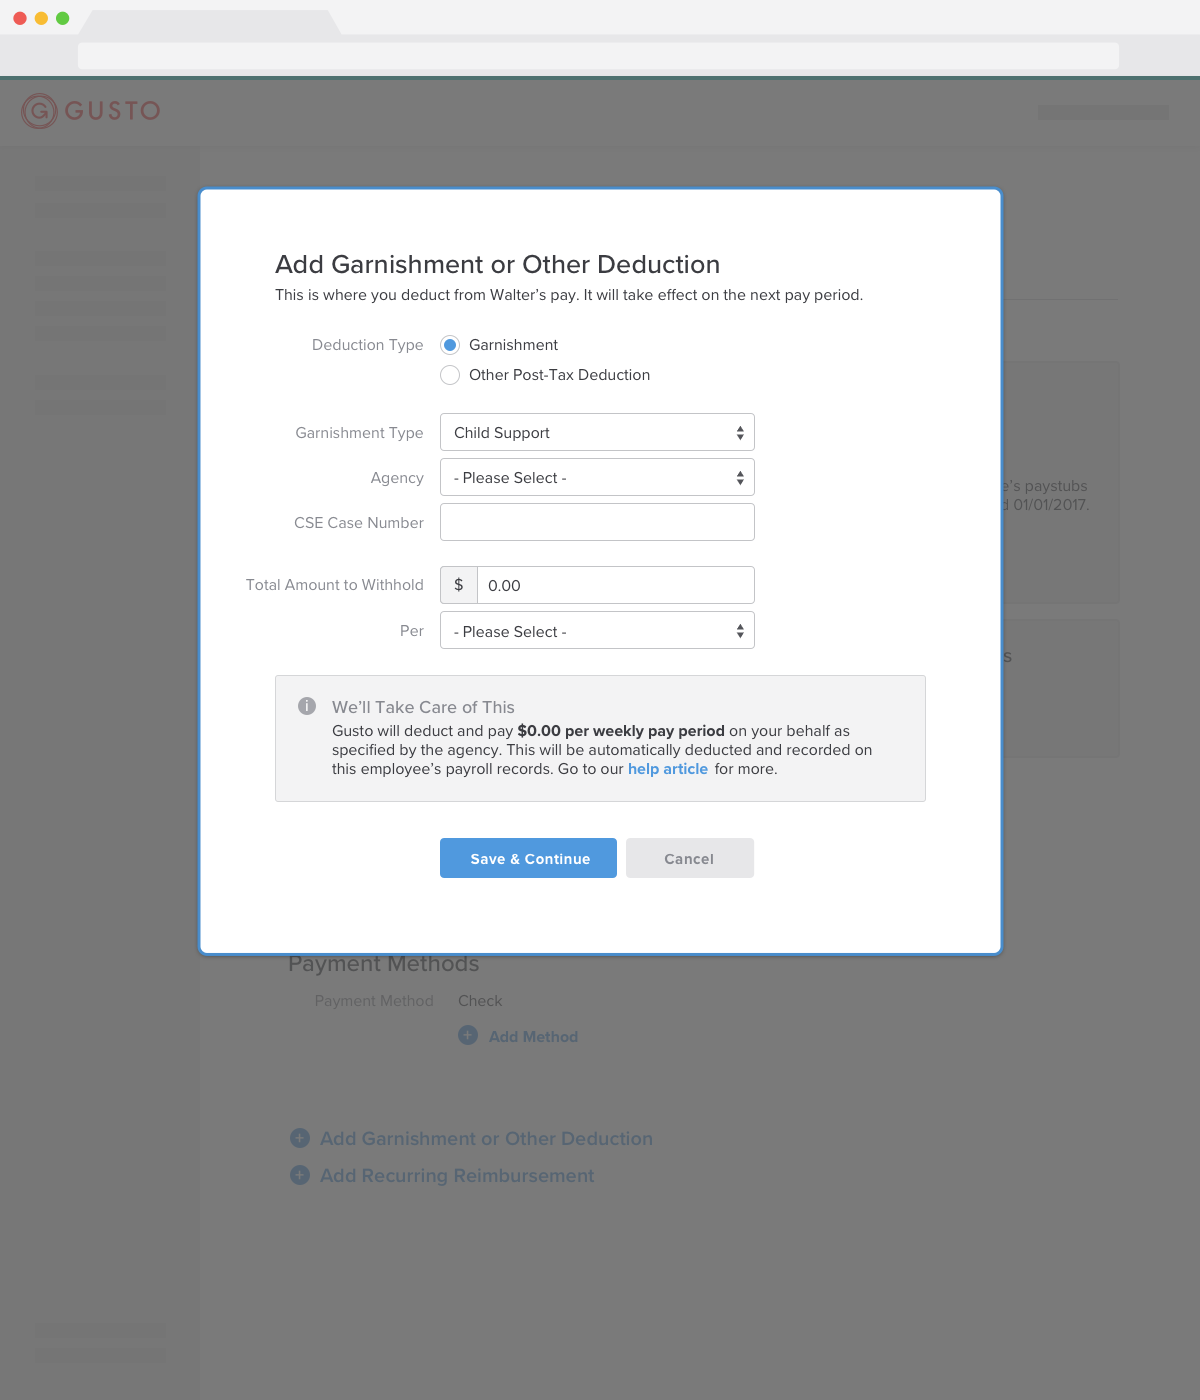 GUSTO
Add Garnishment or Other Deduction
This is where you deduct from Walter's pay. It will take effect on the next pay period.
Deduction Type
Garnishment
Other Post-Tax Deduction
Garnishment Type
Child Support
Agency
- Please Select -
CSE Case Number
Total Amount to Withhold
$ 0.00
Per
- Please Select -
We'll Take Care of This
Gusto will deduct and pay $0.00 per weekly pay period on your behalf as
specified by the agency. This will be automatically deducted and recorded on
this employee's payroll records. Go to our help article for more.
Save & Continue
Cancel
e's paystubs
d 01/01/2017.
s
Payment Methods
Payment Method
Check
Add Method
Add Garnishment or Other Deduction
Add Recurring Reimbursement